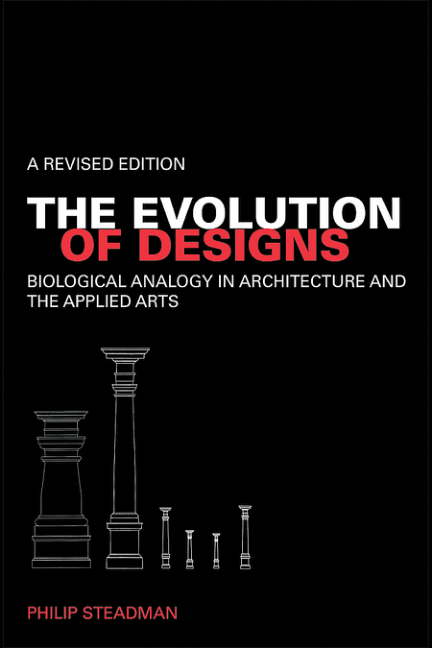 A REVISED EDITION
THE EVOLUTION
OF DESIGNS
BIOLOGICAL ANALOGY IN ARCHITECTURE AND
THE APPLIED ARTS
PHILIP STEADMAN